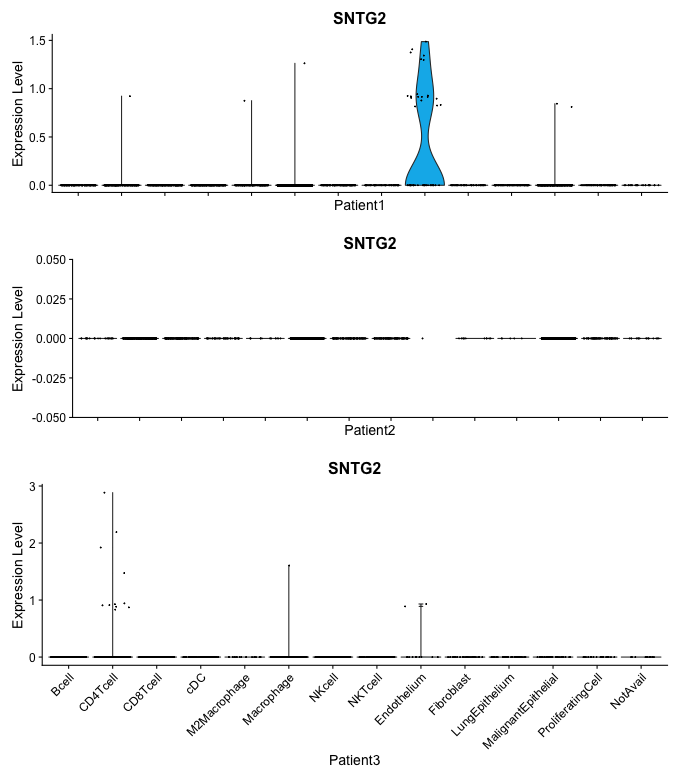 SNTG2
Expression Level
1.5
1.0
0.5
0.0
Patient1
SNTG2
Expression Level
0.050
0.025
0.000
-0.025
-0.050
Patient2
SNTG2
Expression Level
3
2
1
0
Bcell
CD4Tcell
CD8Tcell
cDC
M2Macrophage
Macrophage
NKcell
NKTcell
Endothelium
Fibroblast
LungEpithelium
MalignantEpithelial
ProliferatingCell
NotAvail
Patient3